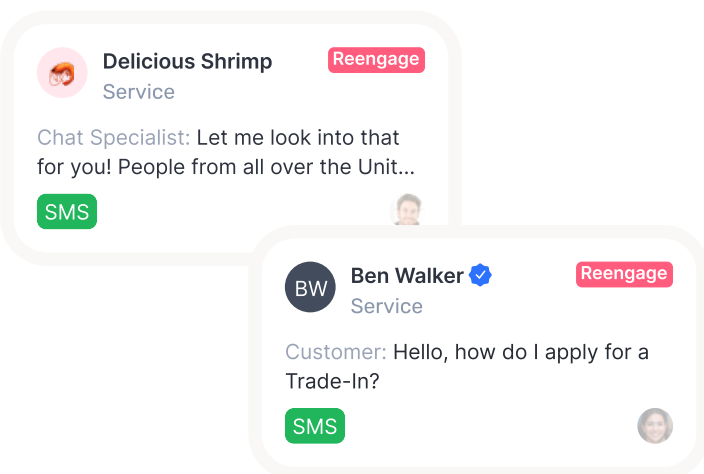 Delicious Shrimp
Reengage
Service
Chat Specialist: Let me look into that
for you! People from all over the Unit...
SMS
BW
Ben Walker
Reengage
Service
Customer: Hello, how do I apply for a
Trade-In?
SMS